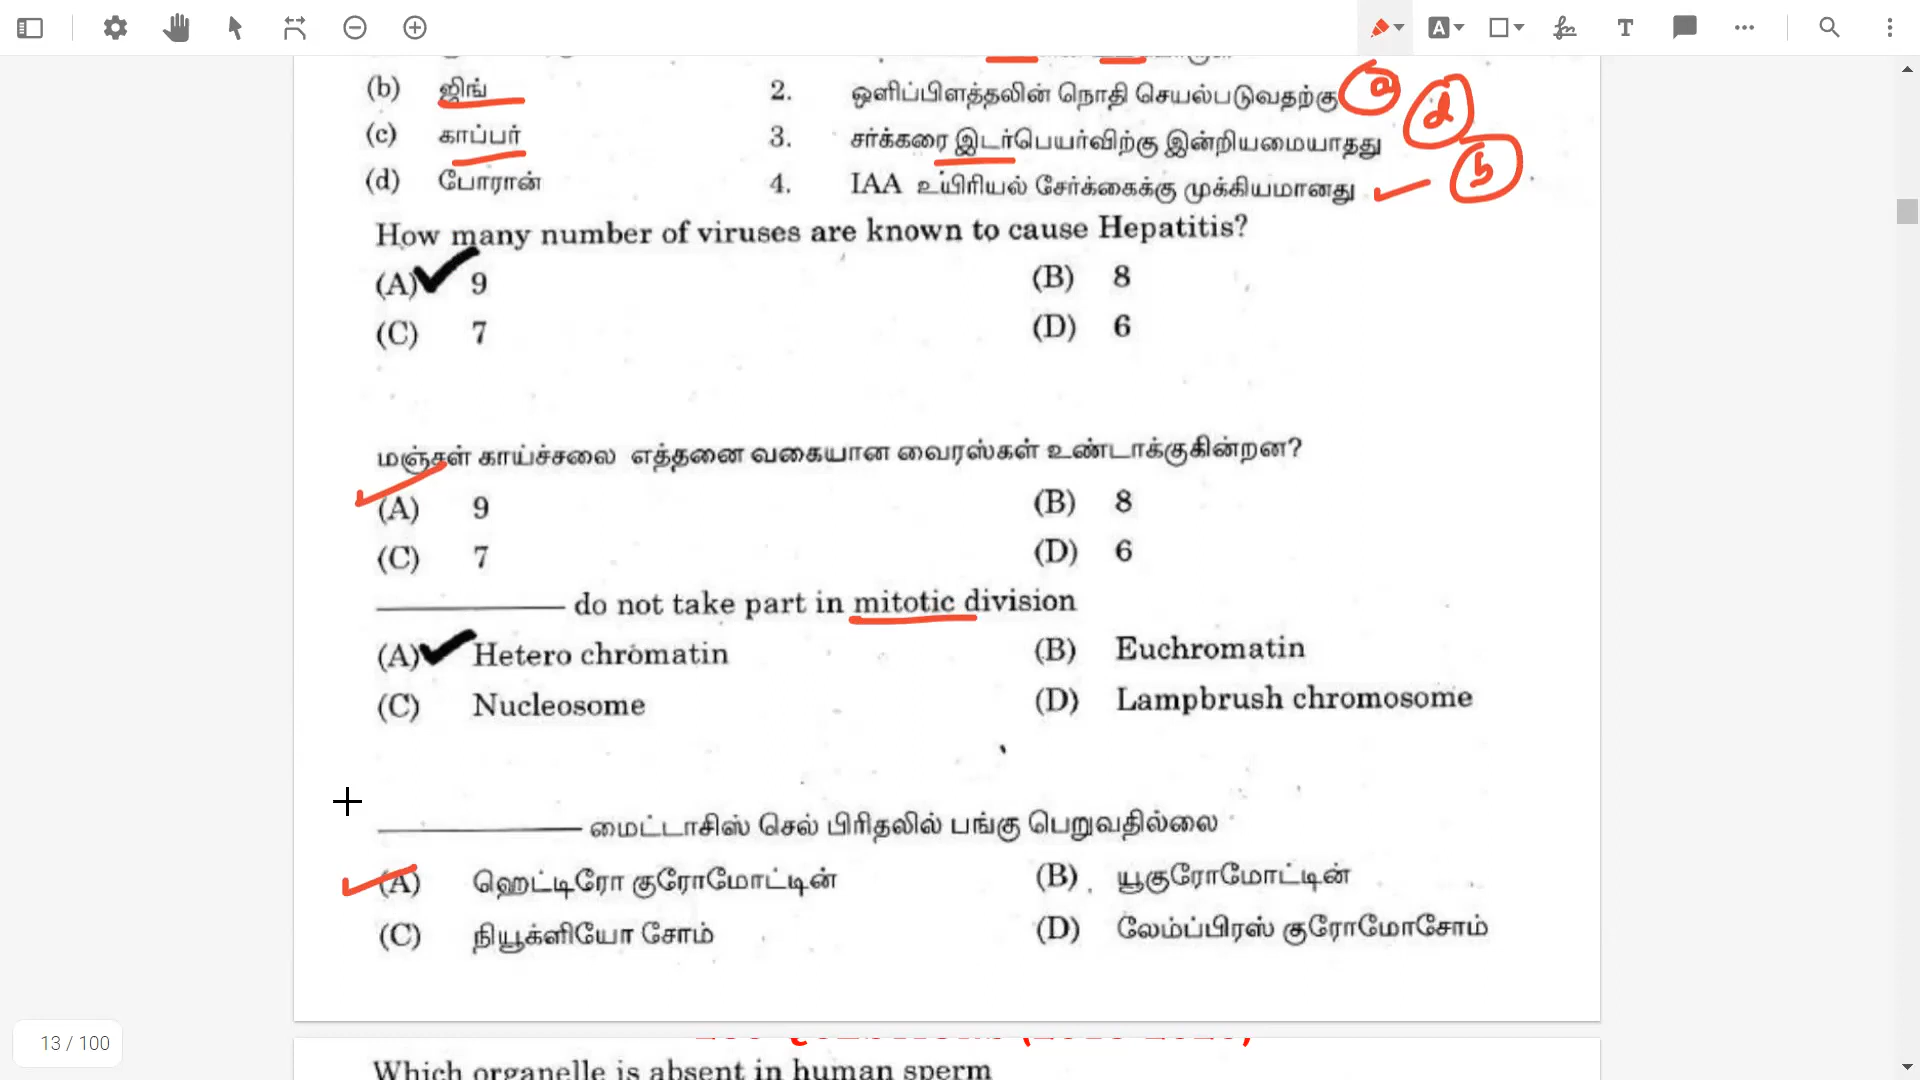 (b) ஜிங் 2. ஒளிப்பிளத்தலின் நொதி செயல்படுவதற்கு a
(c) காப்பர் 3. சர்க்கரை இடர்பெயர்விற்கு இன்றியமையாதது d
(d) போரான் 4. IAA உயிரியல் சேர்க்கைக்கு முக்கியமானது b
How many number of viruses are known to cause Hepatitis?
(A) 9 (B) 8
(C) 7 (D) 6
மஞ்சள் காய்ச்சலை எத்தனை வகையான வைரஸ்கள் உண்டாக்குகின்றன?
(A) 9 (B) 8
(C) 7 (D) 6
do not take part in mitotic division
(A) Hetero chromatin (B) Euchromatin
(C) Nucleosome (D) Lampbrush chromosome
மைட்டாசிஸ் செல் பிரிதலில் பங்கு பெறுவதில்லை
(A) ஹெட்டிரோ குரோமோட்டின் (B) யூகுரோமோட்டின்
(C) நியூக்ளியோ சோம் (D) லேம்ப்பிரஸ் குரோமோசோம்
13 / 100
Which organelle is absent in human sperm